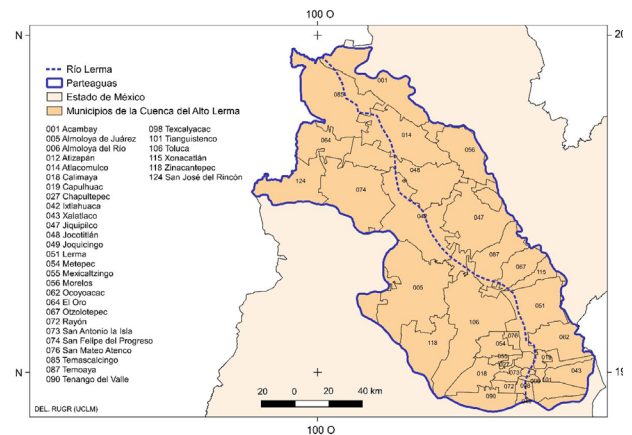 100 O
N
20
Río Lerma
Parteaguas
Estado de México
Municipios de la Cuenca del Alto Lerma
001 Acambay
005 Almoloya de Juárez
006 Almoloya del Río
012 Atizapán
014 Atlacomulco
018 Calimaya
019 Capulhuac
027 Chapultepec
042 Ixtlahuaca
043 Xalatlaco
047 Jiquipilco
048 Jocotitlán
049 Joquicingo
051 Lerma
054 Metepec
055 Mexicaltzingo
056 Morelos
062 Ocoyoacac
064 El Oro
067 Otzolotepec
072 Rayón
073 San Antonio la Isla
074 San Felipe del Progreso
076 San Mateo Atenco
085 Temascalcingo
087 Temoaya
090 Tenango del Valle
098 Texcalyacac
101 Tianguistenco
106 Toluca
115 Xonacatlán
118 Zinacantepec
124 San José del Rincón
001
085
014
064
056
048
124
074
042
047
087
067
115
005
051
106
076
062
054
118
055
019
018
073
043
072
098
101
090
N
19
20 0 20 40 km
DEL. RUGR (UCLM)
100 O